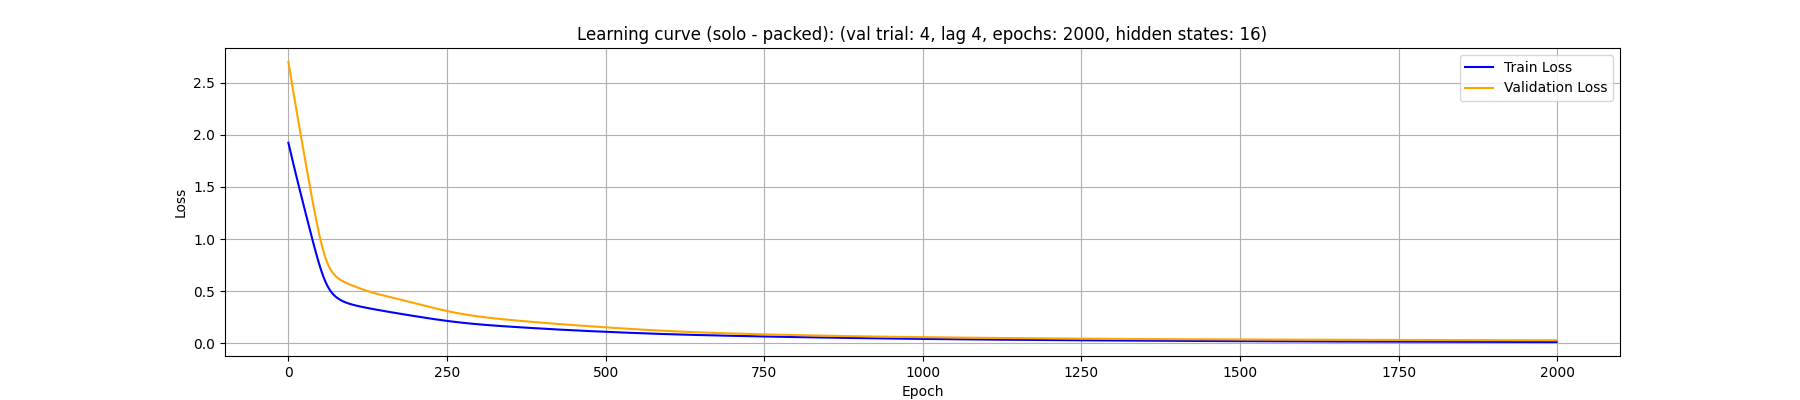 Learning curve (solo - packed): (val trial: 4, lag 4, epochs: 2000, hidden states: 16)
Train Loss
Validation Loss
2.5
2.0
1.5
1.0
0.5
0.0
Loss
0 250 500 750 1000 1250 1500 1750 2000
Epoch